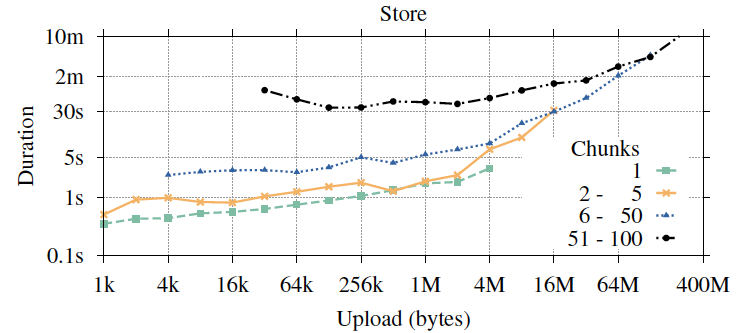 Store
10m
2m
30s
5s
1s
0.1s
Duration
Chunks
1
2 - 5
6 - 50
51 - 100
1k 4k 16k 64k 256k 1M 4M 16M 64M 400M
Upload (bytes)